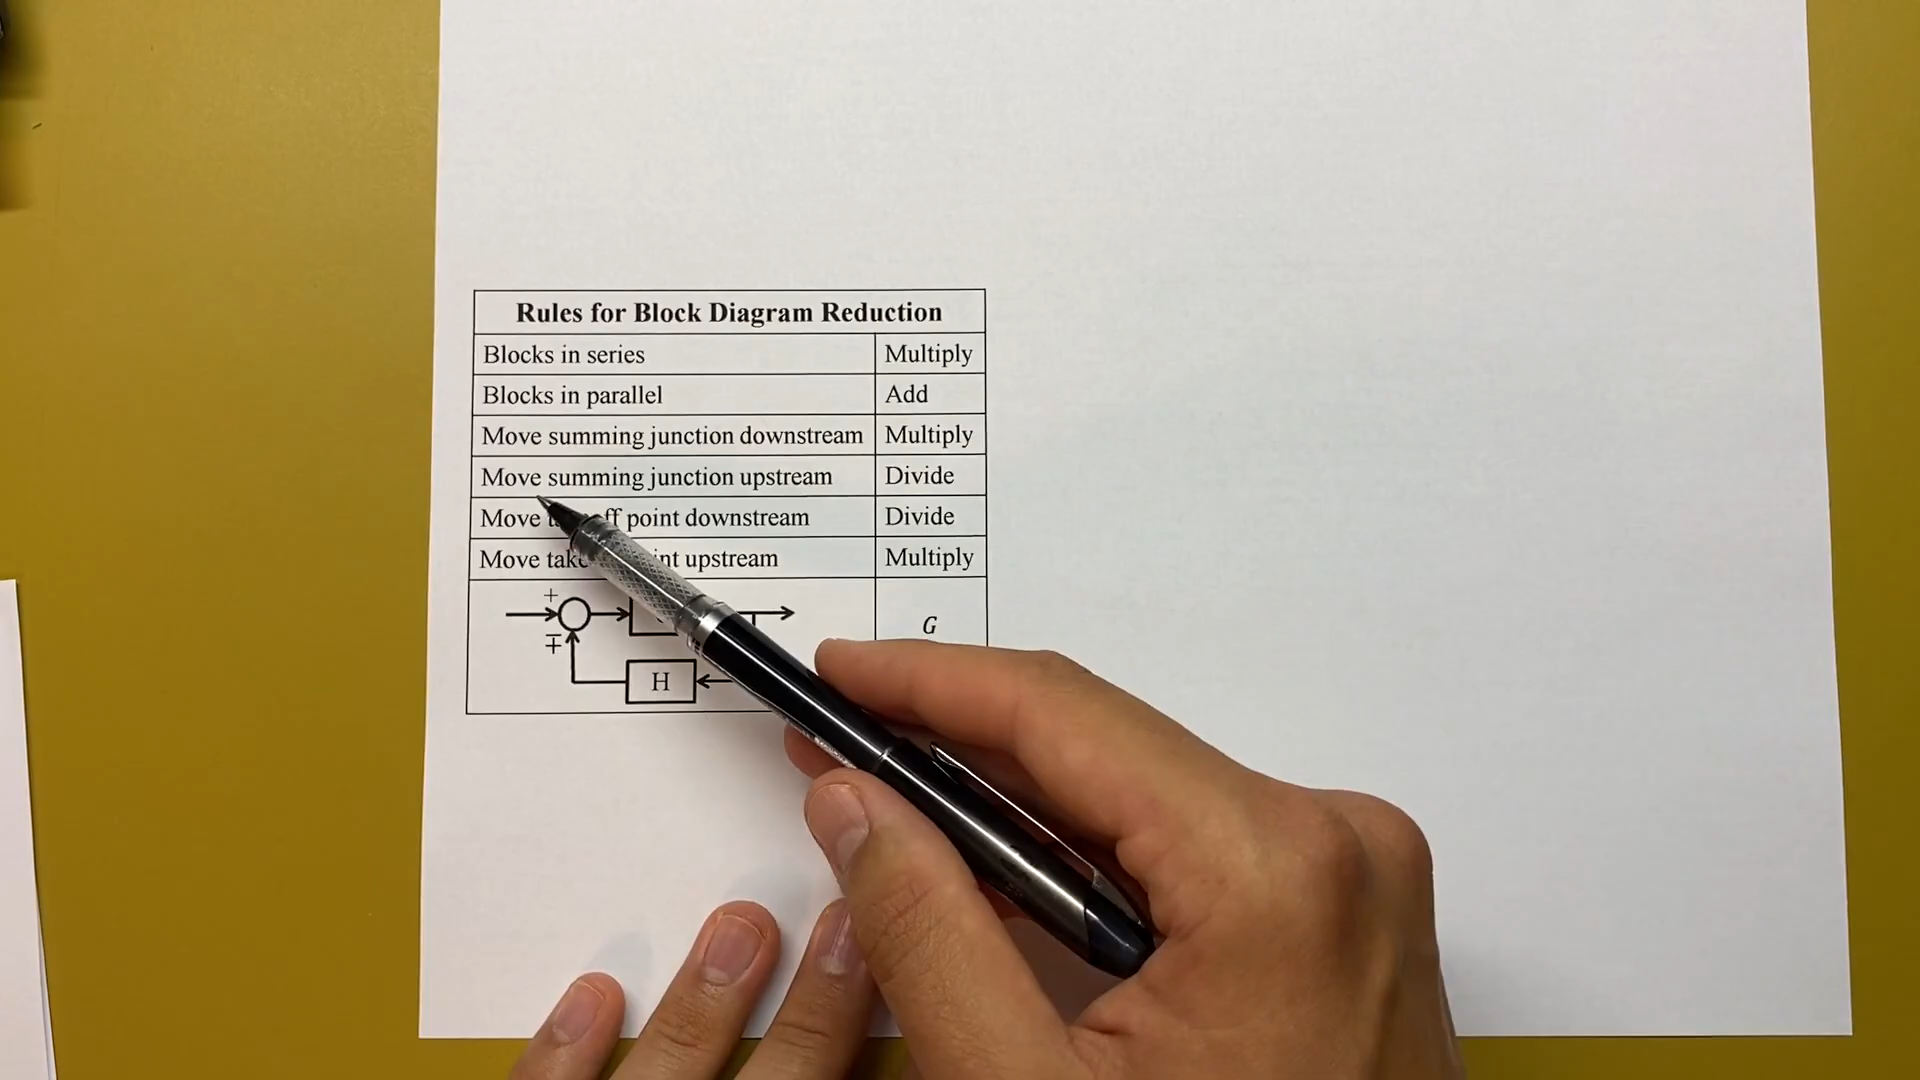 Rules for Block Diagram Reduction
Blocks in series Multiply
Blocks in parallel Add
Move summing junction downstream Multiply
Move summing junction upstream Divide
Move point downstream Divide
Move upstream Multiply
+
∓
G
H